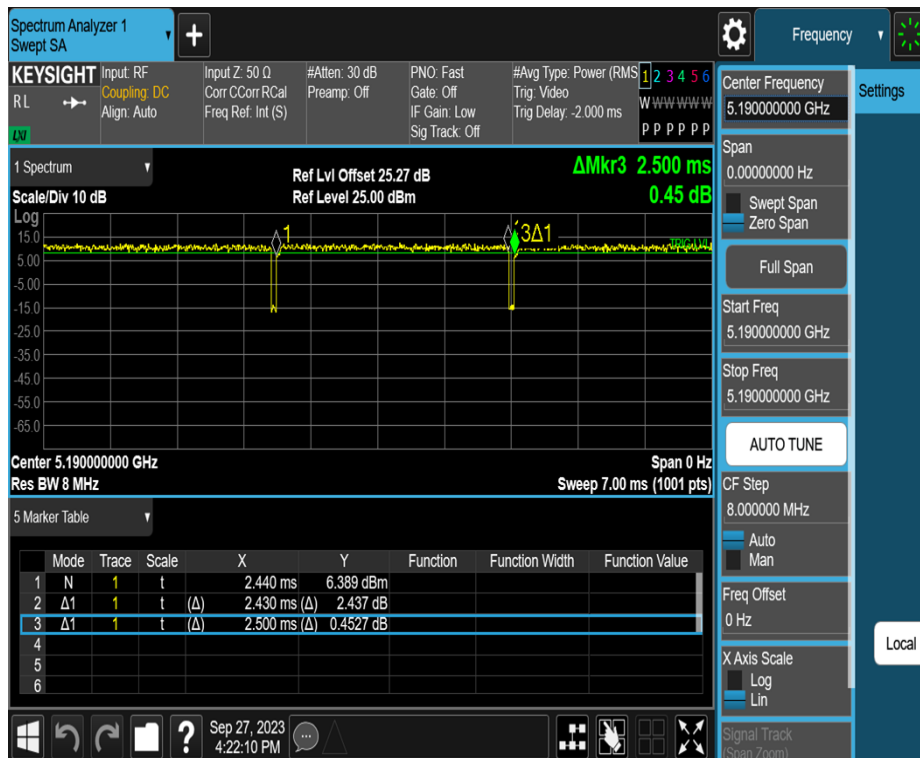 Spectrum Analyzer 1
Swept SA
+
Frequency
KEYSIGHT
RL
LXI
Input: RF
Coupling: DC
Align: Auto
Input Z: 50 Ω
Corr CCorr RCal
Freq Ref: Int (S)
#Atten: 30 dB
Preamp: Off
PNO: Fast
Gate: Off
IF Gain: Low
Sig Track: Off
#Avg Type: Power (RMS
Trig: Video
Trig Delay: -2.000 ms
1 2 3 4 5 6
W W W W W W
P P P P P P
1 Spectrum
Scale/Div 10 dB
Ref Lvl Offset 25.27 dB
Ref Level 25.00 dBm
ΔMkr3 2.500 ms
0.45 dB
Log
15.0
5.00
-5.00
-15.0
-25.0
-35.0
-45.0
-55.0
-65.0
1
3Δ1
TRIG LVL
Center 5.190000000 GHz
Span 0 Hz
Res BW 8 MHz
Sweep 7.00 ms (1001 pts)
5 Marker Table
Mode Trace Scale X Y Function Function Width Function Value
1 N 1 t 2.440 ms 6.389 dBm
2 Δ1 1 t (Δ) 2.430 ms (Δ) 2.437 dB
3 Δ1 1 t (Δ) 2.500 ms (Δ) 0.4527 dB
4
5
6
?
Sep 27, 2023
4:22:10 PM
Center Frequency
5.190000000 GHz
Settings
Span
0.00000000 Hz
Swept Span
Zero Span
Full Span
Start Freq
5.190000000 GHz
Stop Freq
5.190000000 GHz
AUTO TUNE
CF Step
8.000000 MHz
Auto
Man
Freq Offset
0 Hz
Local
X Axis Scale
Log
Lin
Signal Track
(Span Zoom)